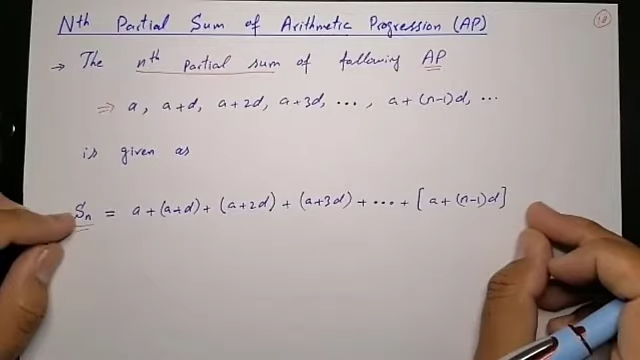 Nth Partial Sum of Arithmetic Progression (AP)
18
→ The nth partial sum of following AP
⇒ a, a+d, a+2d, a+3d, ..., a+(n-1)d, ...
is given as
Sn = a+(a+d)+(a+2d)+(a+3d)+...+[a+(n-1)d]